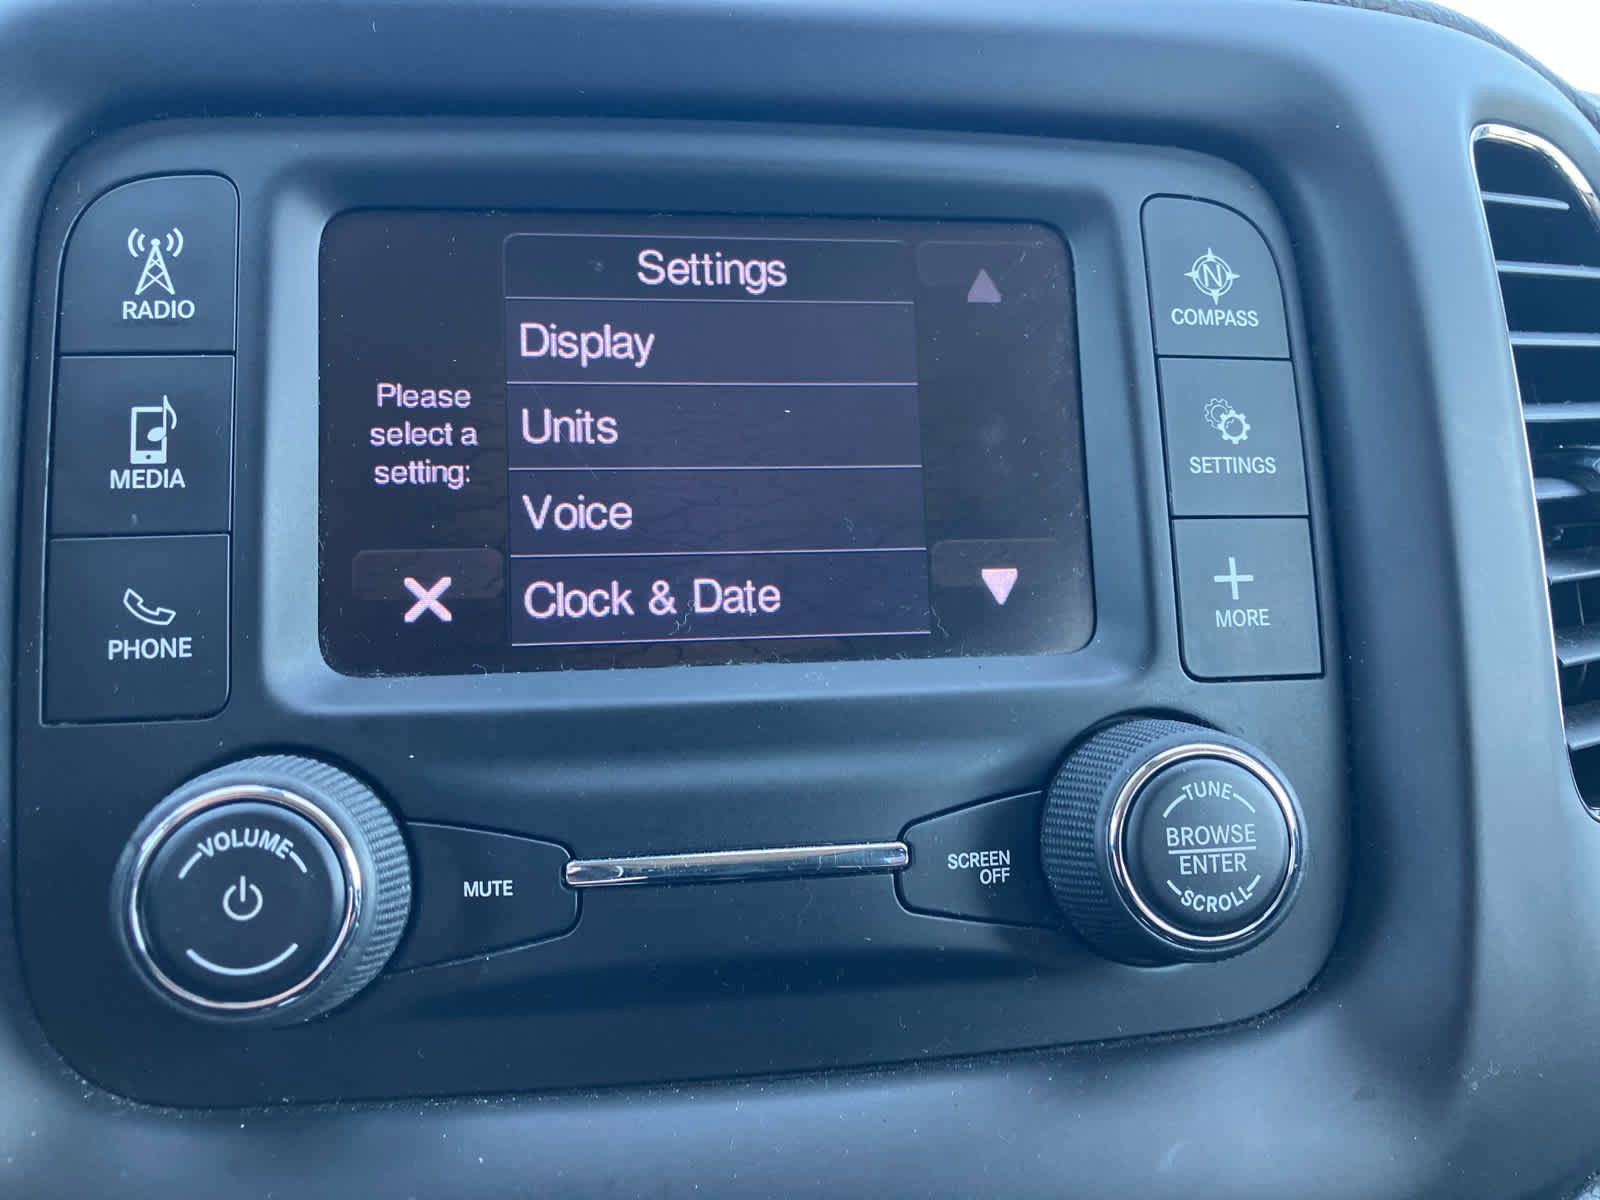 RADIO
MEDIA
PHONE
Settings
Display
Units
Voice
Clock & Date
Please
select a
setting:
COMPASS
SETTINGS
MORE
VOLUME
MUTE
SCREEN
OFF
TUNE
BROWSE
ENTER
SCROLL
N